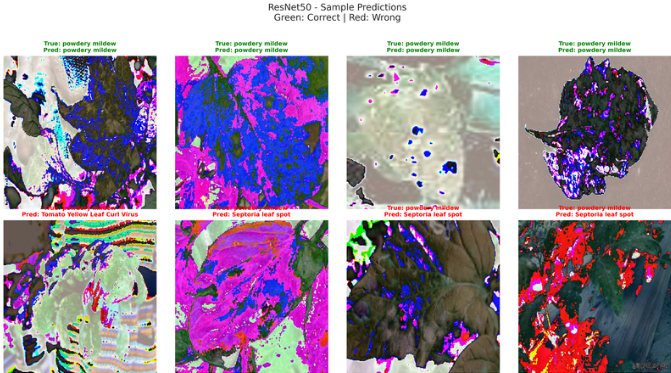 ResNet50 - Sample Predictions
Green: Correct | Red: Wrong
True: powdery mildew
Pred: powdery mildew
True: powdery mildew
Pred: powdery mildew
True: powdery mildew
Pred: powdery mildew
True: powdery mildew
Pred: powdery mildew
True: powdery mildew
Pred: Tomato Yellow Leaf Curl Virus
True: powdery mildew
Pred: Septoria leaf spot
True: powdery mildew
Pred: Septoria leaf spot
True: powdery mildew
Pred: Septoria leaf spot